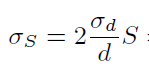 σ_S = 2 σ_d/d S =